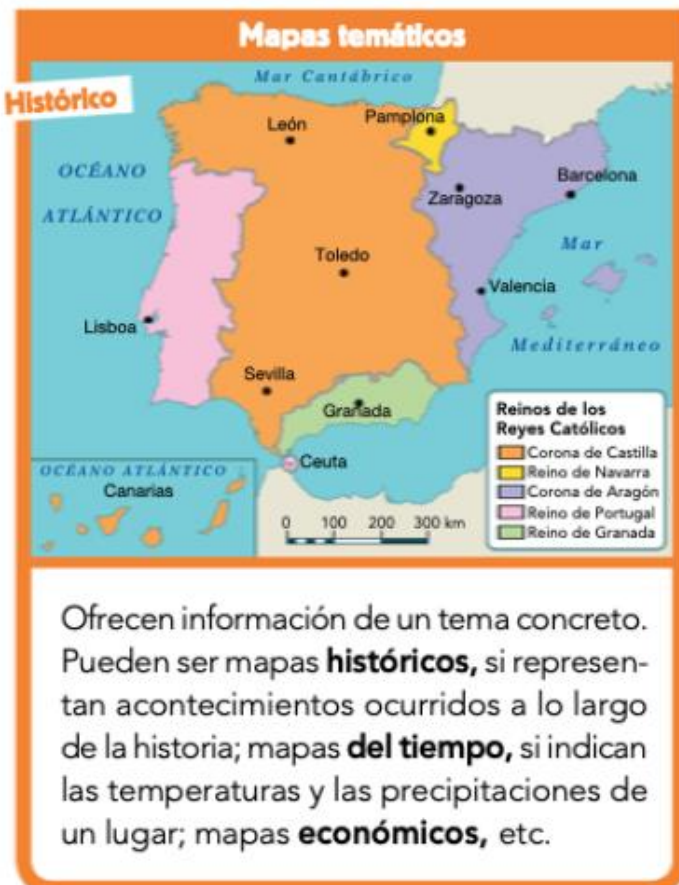 Mapas temáticos
Histórico
Mar Cantábrico
León
Pamplona
OCÉANO
ATLÁNTICO
Zaragoza
Barcelona
Mar
Toledo
Valencia
Lisboa
Mediterráneo
Sevilla
Granada
Ceuta
OCÉANO ATLÁNTICO
Canarias
0 100 200 300 km
Reinos de los
Reyes Católicos
Corona de Castilla
Reino de Navarra
Corona de Aragón
Reino de Portugal
Reino de Granada
Ofrecen información de un tema concreto.
Pueden ser mapas históricos, si represen-
tan acontecimientos ocurridos a lo largo
de la historia; mapas del tiempo, si indican
las temperaturas y las precipitaciones de
un lugar; mapas económicos, etc.